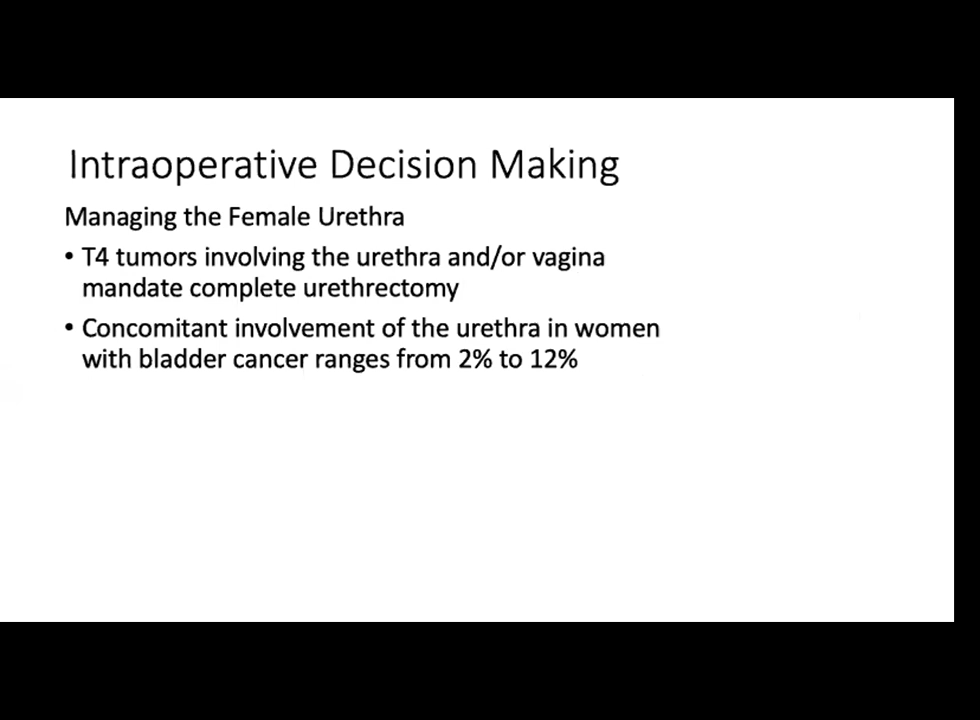 Intraoperative Decision Making
Managing the Female Urethra
• T4 tumors involving the urethra and/or vagina
mandate complete urethrectomy
• Concomitant involvement of the urethra in women
with bladder cancer ranges from 2% to 12%